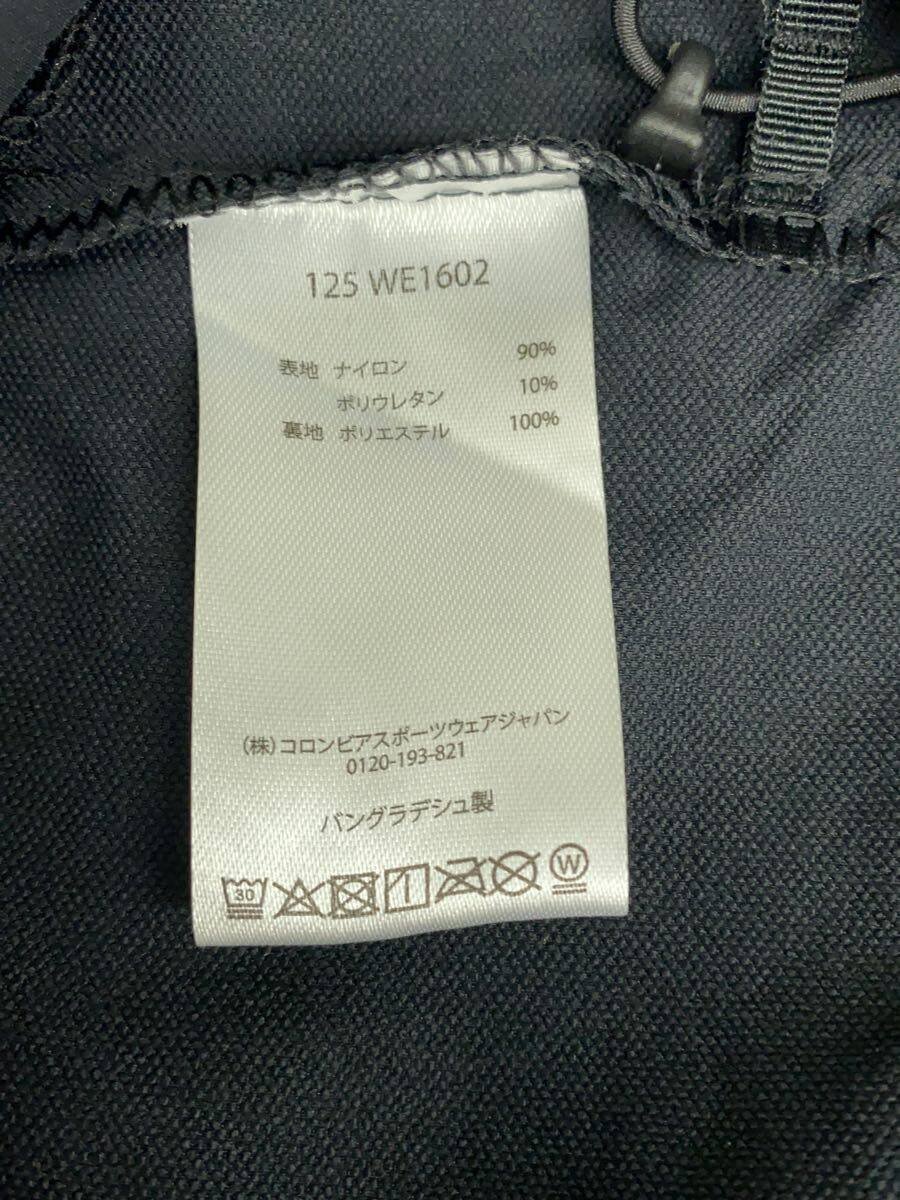 125 WE1602
表地 ナイロン 90%
ポリウレタン 10%
裏地 ポリエステル 100%
(株)コロンビアスポーツウェアジャパン
0120-193-821
バングラデシュ製
30 W